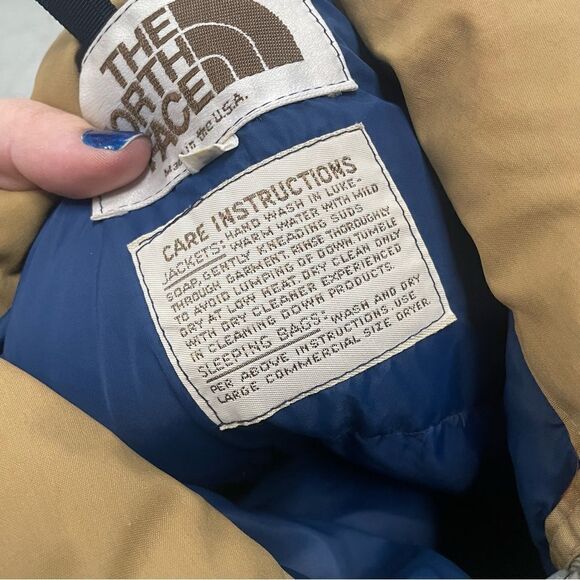 THE
NORTH
FACE
Made in the U.S.A.
CARE INSTRUCTIONS
JACKETS: HAND WASH IN LUKE-
WARM WATER WITH MILD
SOAP, GENTLY KNEADING SUDS
THROUGH GARMENT. RINSE THOROUGHLY
TO AVOID LUMPING OF DOWN. TUMBLE
DRY AT LOW HEAT. DRY CLEAN ONLY
WITH DRY CLEANER EXPERIENCED
IN CLEANING DOWN PRODUCTS.
SLEEPING BAGS: WASH AND DRY
PER ABOVE INSTRUCTIONS USE
LARGE COMMERCIAL SIZE DRYER.